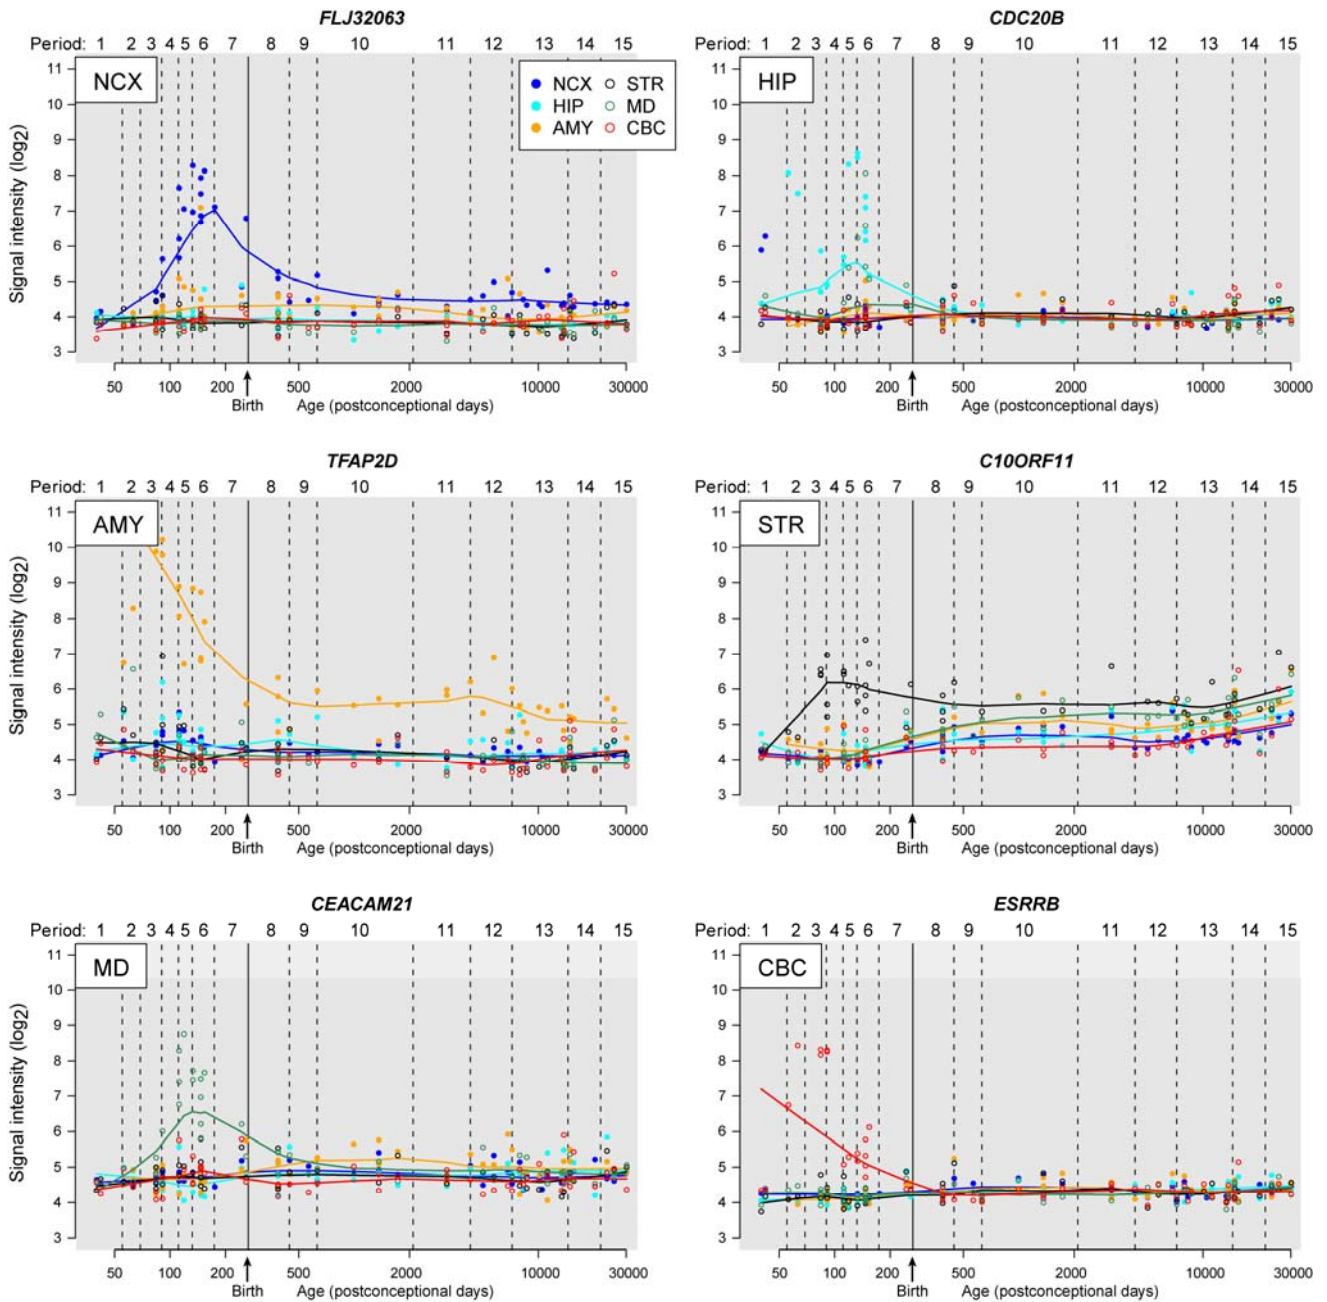 FLJ32063
Period: 1 2 3 4 5 6 7 8 9 10 11 12 13 14 15
NCX
NCX STR
HIP MD
AMY CBC
Signal intensity (log2)
11
10
9
8
7
6
5
4
3
50 100 200 500 2000 10000 30000
Birth Age (postconceptional days)
CDC20B
Period: 1 2 3 4 5 6 7 8 9 10 11 12 13 14 15
HIP
11
10
9
8
7
6
5
4
3
50 100 200 500 2000 10000 30000
Birth Age (postconceptional days)
TFAP2D
Period: 1 2 3 4 5 6 7 8 9 10 11 12 13 14 15
AMY
Signal intensity (log2)
11
10
9
8
7
6
5
4
3
50 100 200 500 2000 10000 30000
Birth Age (postconceptional days)
C10ORF11
Period: 1 2 3 4 5 6 7 8 9 10 11 12 13 14 15
STR
11
10
9
8
7
6
5
4
3
50 100 200 500 2000 10000 30000
Birth Age (postconceptional days)
CEACAM21
Period: 1 2 3 4 5 6 7 8 9 10 11 12 13 14 15
MD
Signal intensity (log2)
11
10
9
8
7
6
5
4
3
50 100 200 500 2000 10000 30000
Birth Age (postconceptional days)
ESRRB
Period: 1 2 3 4 5 6 7 8 9 10 11 12 13 14 15
CBC
11
10
9
8
7
6
5
4
3
50 100 200 500 2000 10000 30000
Birth Age (postconceptional days)